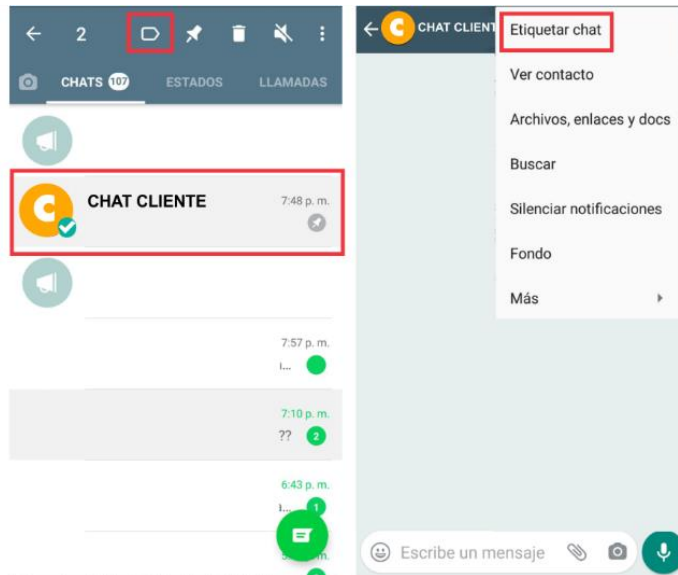 2
CHATS 107
ESTADOS
LLAMADAS
C
CHAT CLIENTE
7:48 p. m.
7:57 p. m.
7:10 p. m.
??
2
6:43 p. m.
1
C
CHAT CLIENT
Etiquetar chat
Ver contacto
Archivos, enlaces y docs
Buscar
Silenciar notificaciones
Fondo
Más
Escribe un mensaje